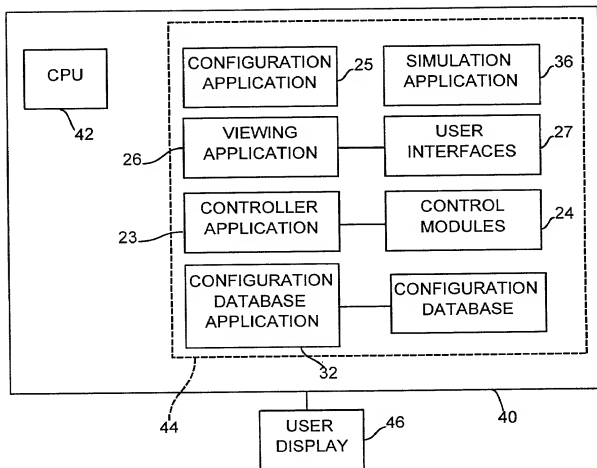 CPU
42
CONFIGURATION
APPLICATION
25
SIMULATION
APPLICATION
36
VIEWING
APPLICATION
26
USER
INTERFACES
27
CONTROLLER
APPLICATION
23
CONTROL
MODULES
24
CONFIGURATION
DATABASE
APPLICATION
32
CONFIGURATION
DATABASE
44
40
USER
DISPLAY
46